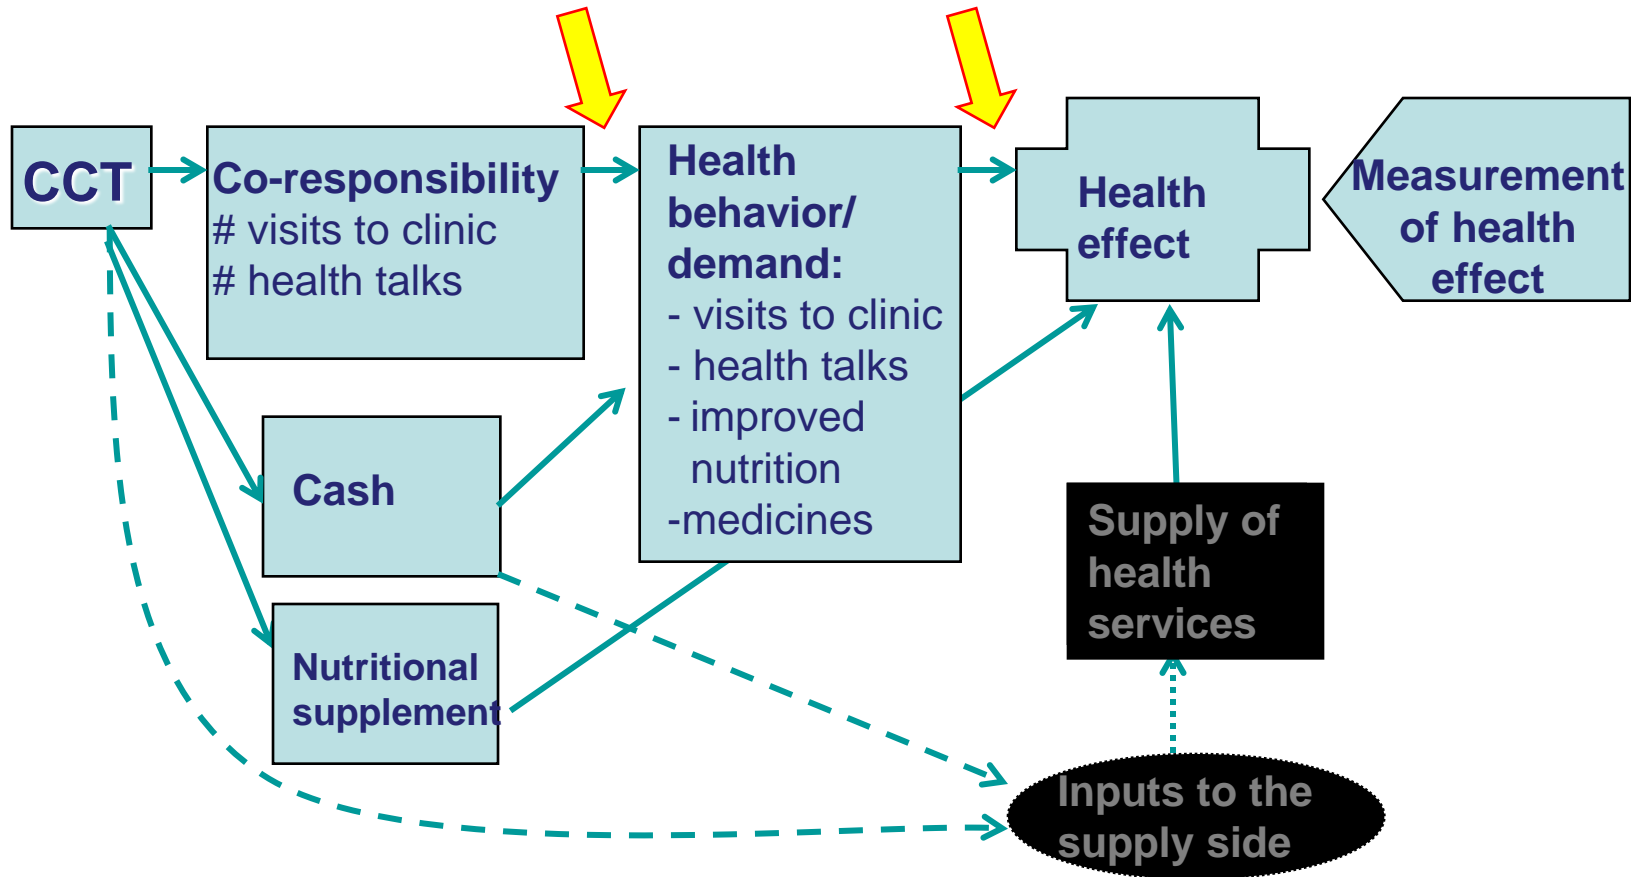 CCT
Co-responsibility
# visits to clinic
# health talks
Health
behavior/
demand:
- visits to clinic
- health talks
- improved
nutrition
-medicines
Health
effect
Measurement
of health
effect
Cash
Nutritional
supplement
Supply of
health
services
Inputs to the
supply side